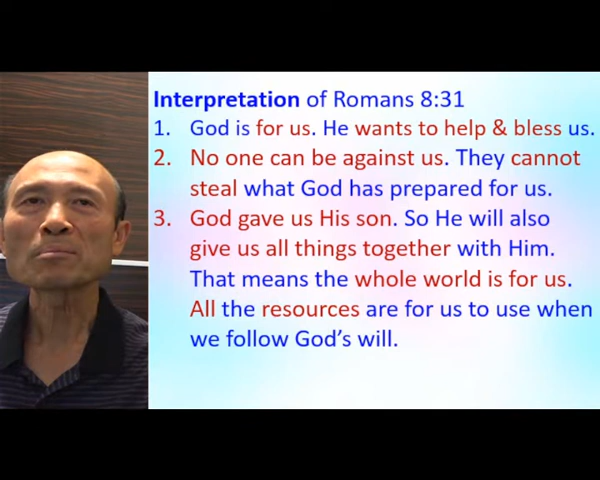 Interpretation of Romans 8:31
1. God is for us. He wants to help & bless us.
2. No one can be against us. They cannot
steal what God has prepared for us.
3. God gave us His son. So He will also
give us all things together with Him.
That means the whole world is for us.
All the resources are for us to use when
we follow God's will.